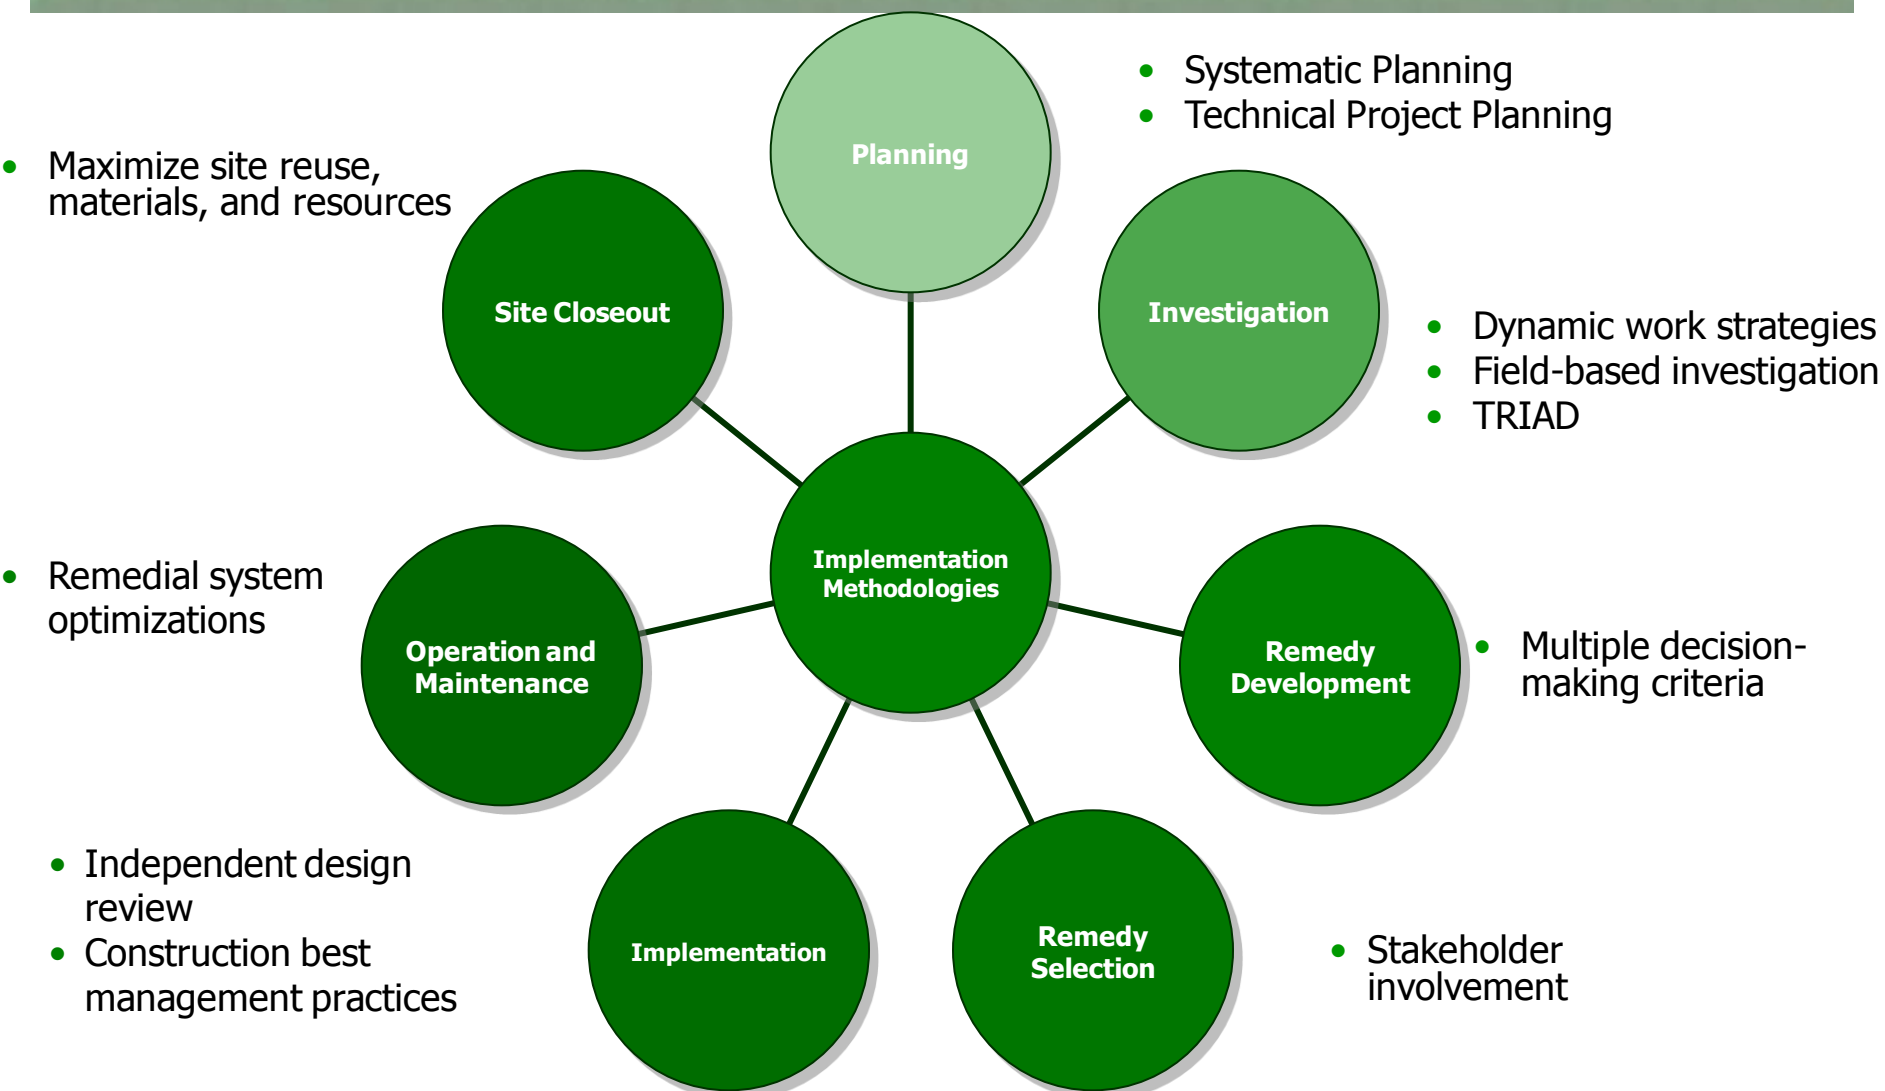 Planning
• Systematic Planning
• Technical Project Planning
Investigation
• Dynamic work strategies
• Field-based investigation
• TRIAD
Remedy
Development
• Multiple decision-
making criteria
Remedy
Selection
• Stakeholder
involvement
Implementation
• Independent design
review
• Construction best
management practices
Operation and
Maintenance
• Remedial system
optimizations
Site Closeout
• Maximize site reuse,
materials, and resources
Implementation
Methodologies